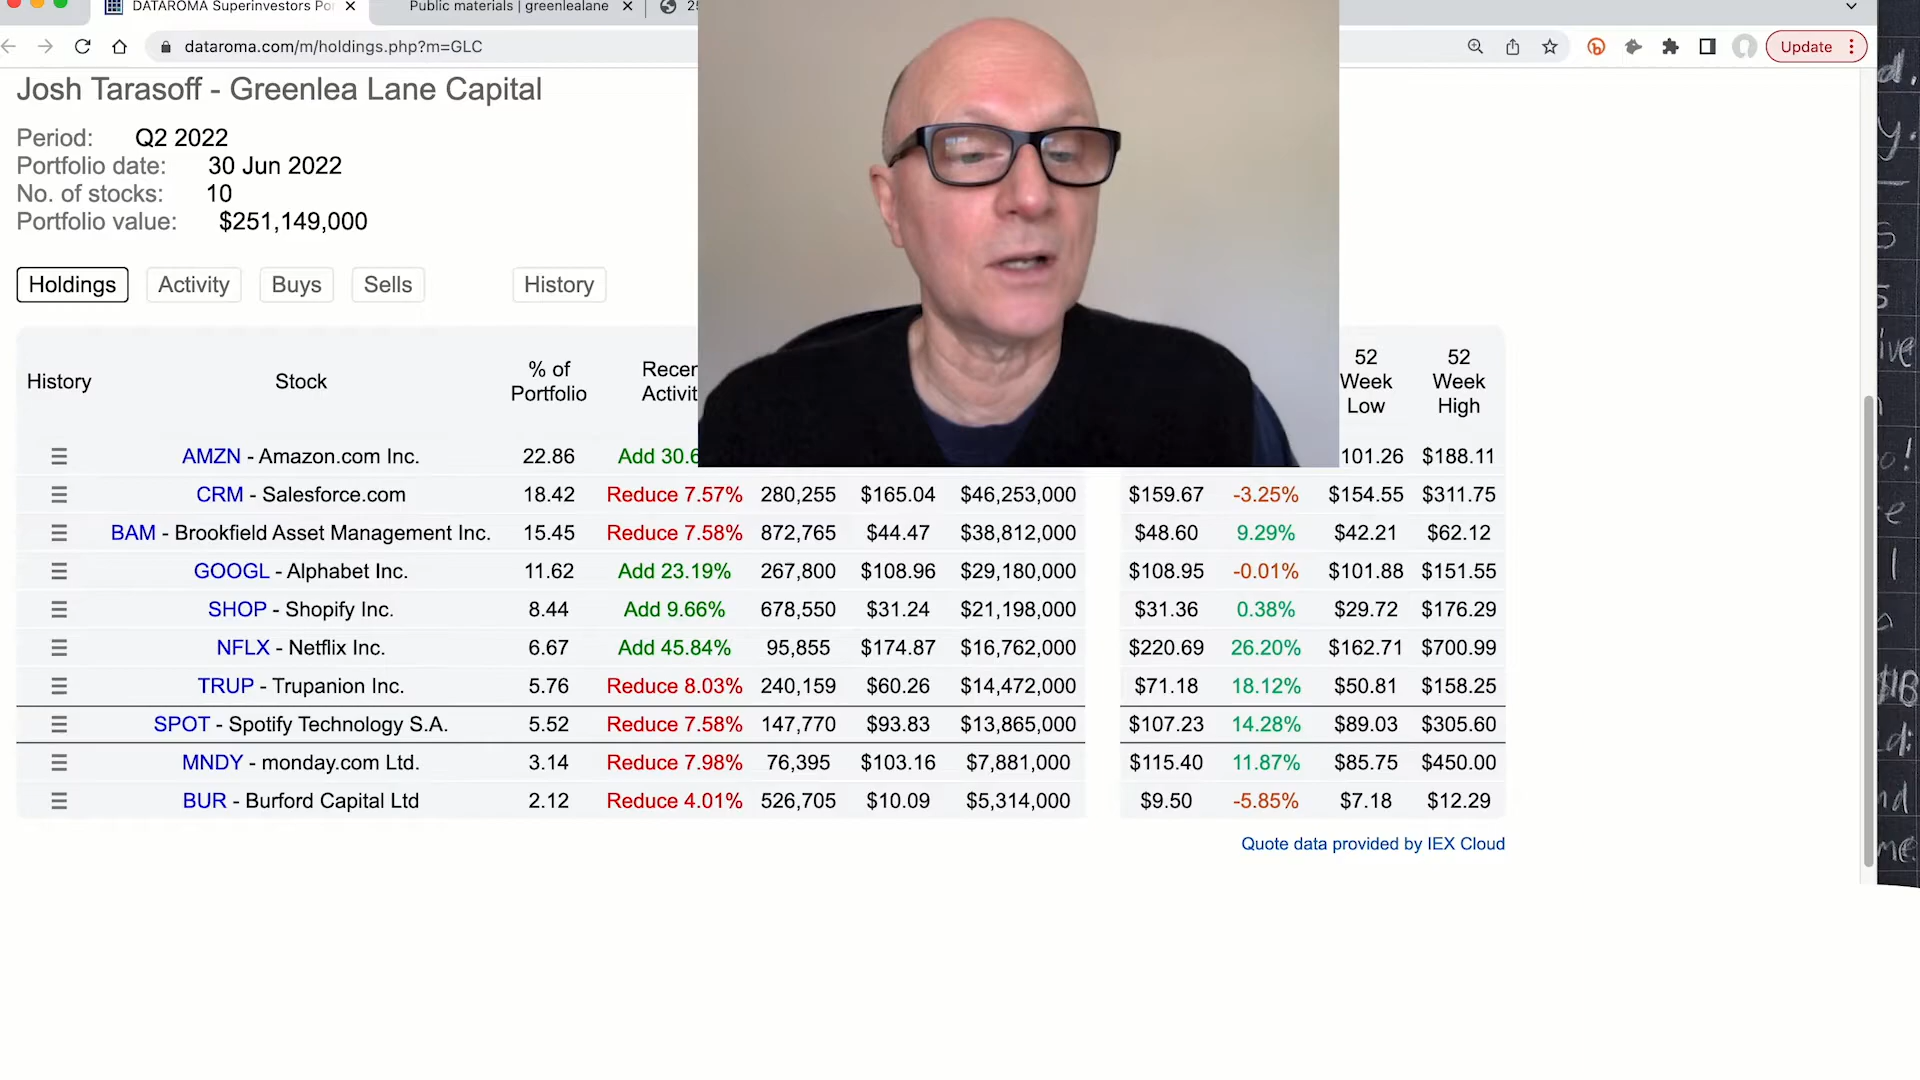 DATAROMA Superinvestors Po
Public materials | greenlealane
dataroma.com/m/holdings.php?m=GLC
Update
Josh Tarasoff - Greenlea Lane Capital
Period: Q2 2022
Portfolio date: 30 Jun 2022
No. of stocks: 10
Portfolio value: $251,149,000
Holdings Activity Buys Sells History
History Stock % of Portfolio 52 Week Low 52 Week High
AMZN - Amazon.com Inc. 22.86 Add 101.26 $188.11
CRM - Salesforce.com 18.42 Reduce 7.57% 280,255 $165.04 $46,253,000 $159.67 -3.25% $154.55 $311.75
BAM - Brookfield Asset Management Inc. 15.45 Reduce 7.58% 872,765 $44.47 $38,812,000 $48.60 9.29% $42.21 $62.12
GOOGL - Alphabet Inc. 11.62 Add 23.19% 267,800 $108.96 $29,180,000 $108.95 -0.01% $101.88 $151.55
SHOP - Shopify Inc. 8.44 Add 9.66% 678,550 $31.24 $21,198,000 $31.36 0.38% $29.72 $176.29
NFLX - Netflix Inc. 6.67 Add 45.84% 95,855 $174.87 $16,762,000 $220.69 26.20% $162.71 $700.99
TRUP - Trupanion Inc. 5.76 Reduce 8.03% 240,159 $60.26 $14,472,000 $71.18 18.12% $50.81 $158.25
SPOT - Spotify Technology S.A. 5.52 Reduce 7.58% 147,770 $93.83 $13,865,000 $107.23 14.28% $89.03 $305.60
MNDY - monday.com Ltd. 3.14 Reduce 7.98% 76,395 $103.16 $7,881,000 $115.40 11.87% $85.75 $450.00
BUR - Burford Capital Ltd 2.12 Reduce 4.01% 526,705 $10.09 $5,314,000 $9.50 -5.85% $7.18 $12.29
Quote data provided by IEX Cloud